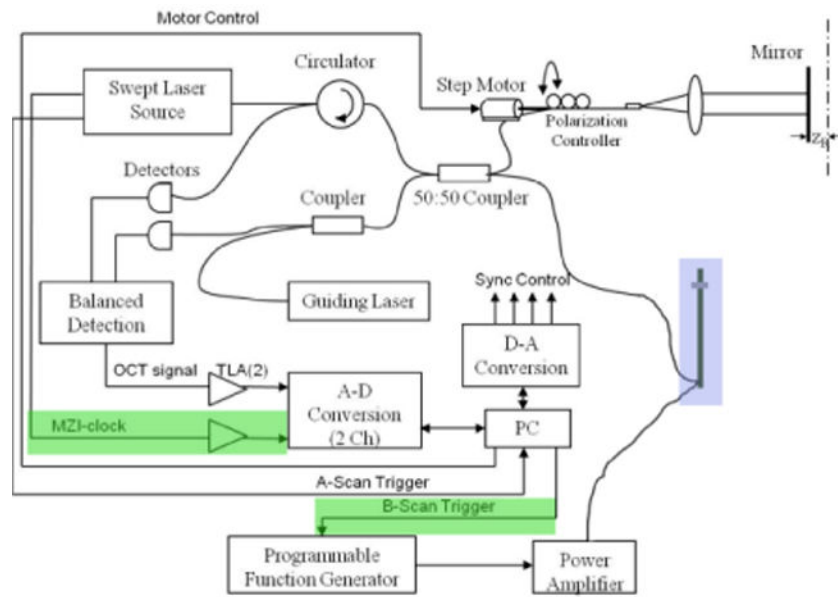 Motor Control
Circulator
Swept Laser
Source
Step Motor
Mirror
Polarization
Controller
Detectors
Coupler
50:50 Coupler
Balanced
Detection
Guiding Laser
Sync Control
D-A
Conversion
OCT signal
TLA(2)
A-D
Conversion
(2 Ch)
PC
MZI-clock
A-Scan Trigger
B-Scan Trigger
Programmable
Function Generator
Power
Amplifier